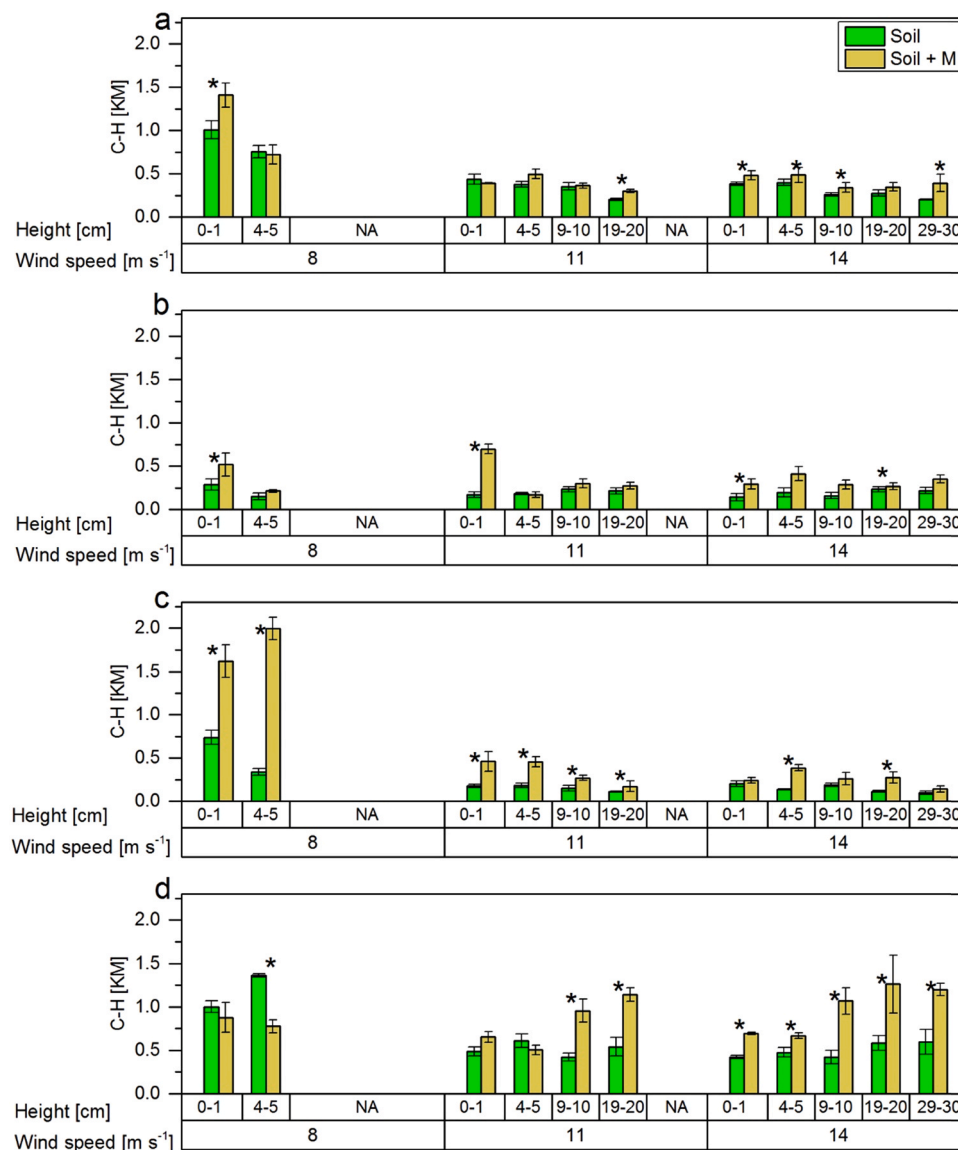 a
Soil
Soil + M
2.0
1.5
1.0
0.5
0.0
C-H [KM]
Height [cm] 0-1 4-5 NA 0-1 4-5 9-10 19-20 NA 0-1 4-5 9-10 19-20 29-30
Wind speed [m s⁻¹] 8 11 14
* * * * * *
b
2.0
1.5
1.0
0.5
0.0
C-H [KM]
* * * *
Height [cm] 0-1 4-5 NA 0-1 4-5 9-10 19-20 NA 0-1 4-5 9-10 19-20 29-30
Wind speed [m s⁻¹] 8 11 14
c
2.0
1.5
1.0
0.5
0.0
C-H [KM]
* * * * * * * *
Height [cm] 0-1 4-5 NA 0-1 4-5 9-10 19-20 NA 0-1 4-5 9-10 19-20 29-30
Wind speed [m s⁻¹] 8 11 14
d
2.0
1.5
1.0
0.5
0.0
C-H [KM]
* * * * * * * *
Height [cm] 0-1 4-5 NA 0-1 4-5 9-10 19-20 NA 0-1 4-5 9-10 19-20 29-30
Wind speed [m s⁻¹] 8 11 14